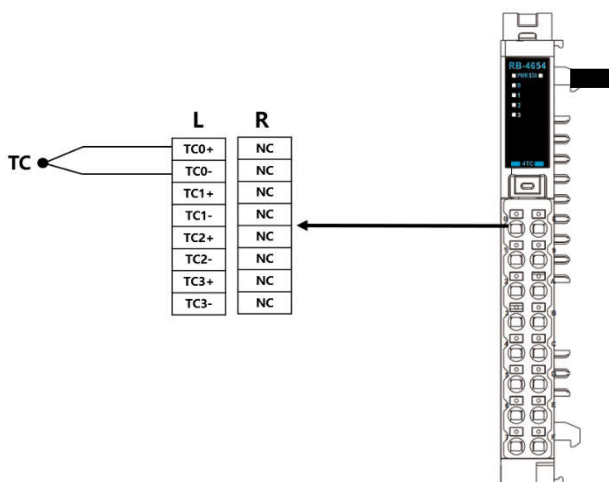 RB-4654
PWR STA
0
1
2
3
4TC
L R
TC
TC0+ NC
TC0- NC
TC1+ NC
TC1- NC
TC2+ NC
TC2- NC
TC3+ NC
TC3- NC
A
B
C
E